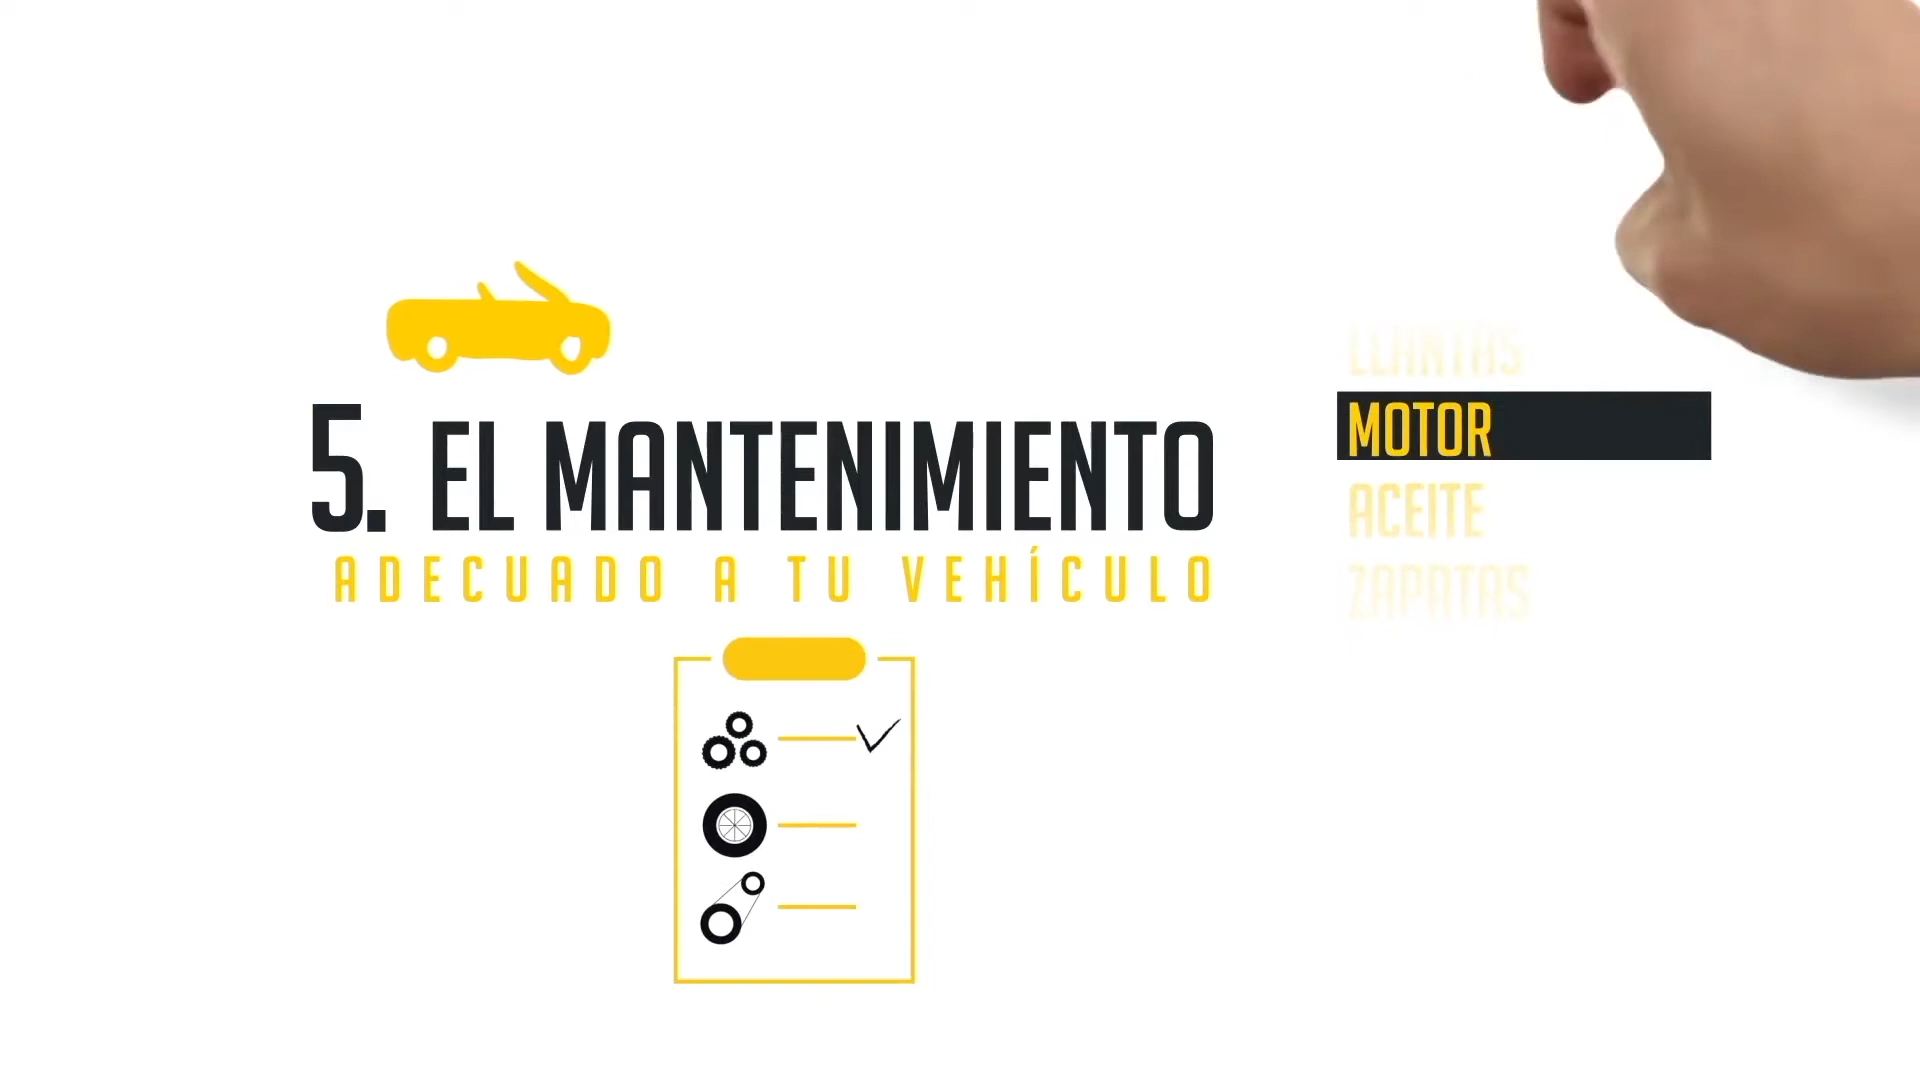 5. EL MANTENIMIENTO
ADECUADO A TU VEHÍCULO
LLANTAS
MOTOR
ACEITE
ZAPATAS